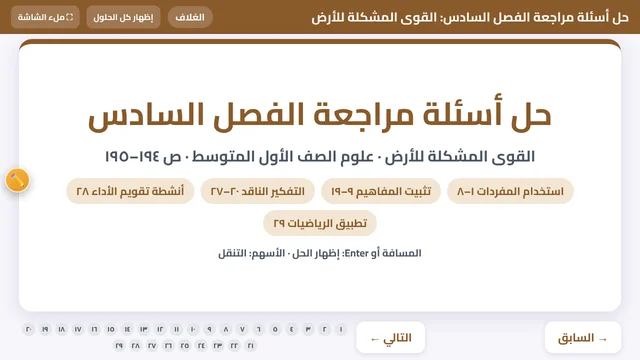 حل أسئلة مراجعة الفصل السادس: القوى المشكلة للأرض
الغلاف
إظهار كل الحلول
ملء الشاشة
حل أسئلة مراجعة الفصل السادس
القوى المشكلة للأرض · علوم الصف الأول المتوسط · ص ١٩٤–١٩٥
استخدام المفردات ١–٨
تثبيت المفاهيم ٩–١٩
التفكير الناقد ٢٠–٢٧
أنشطة تقويم الأداء ٢٨
تطبيق الرياضيات ٢٩
المسافة أو Enter: إظهار الحل · الأسهم: التنقل
→ السابق
التالي ←
١ ٢ ٣ ٤ ٥ ٦ ٧ ٨ ٩ ١٠ ١١ ١٢ ١٣ ١٤ ١٥ ١٦ ١٧ ١٨ ١٩ ٢٠
٢١ ٢٢ ٢٣ ٢٤ ٢٥ ٢٦ ٢٧ ٢٨ ٢٩